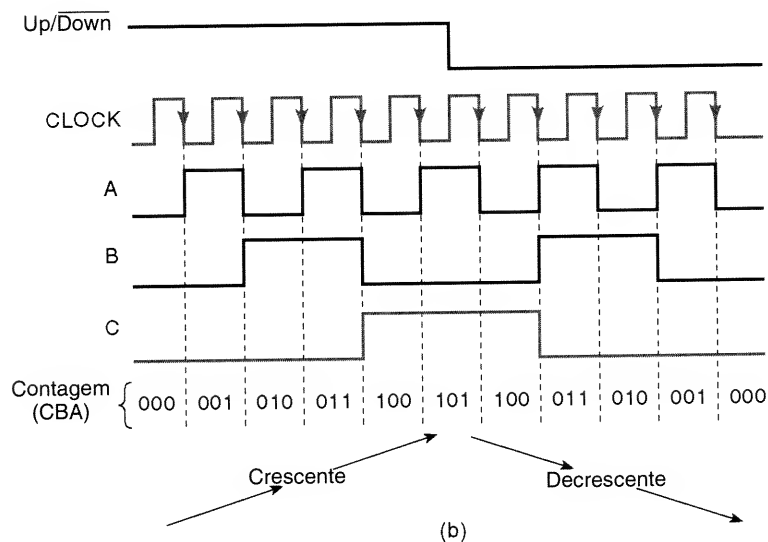 Up/Down
CLOCK
A
B
C
Contagem
(CBA)
000 001 010 011 100 101 100 011 010 001 000
Crescente
Decrescente
(b)